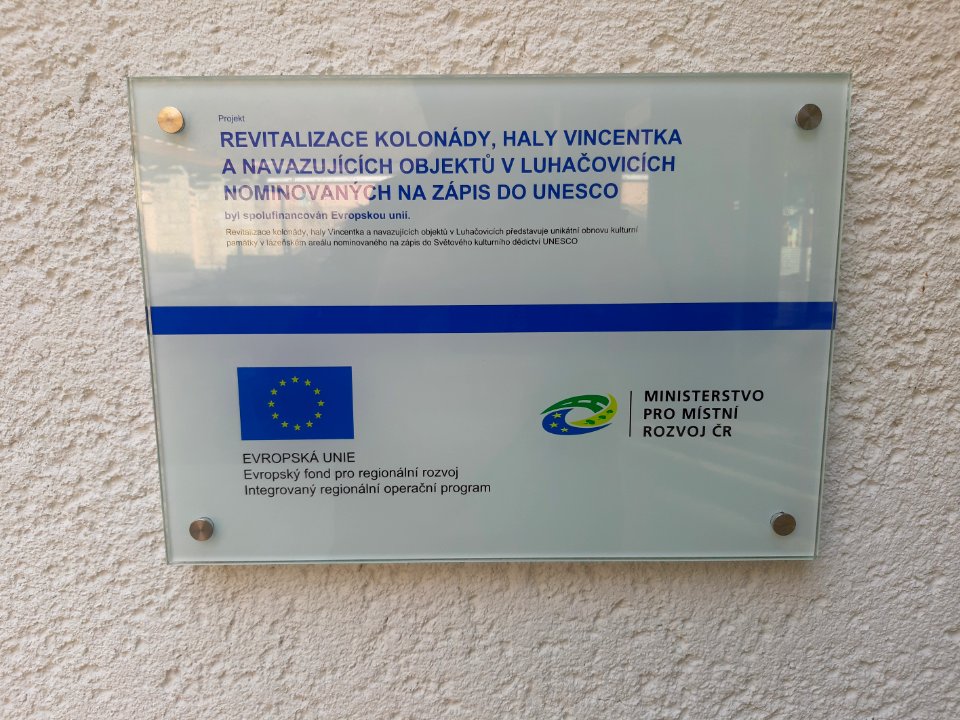 Projekt
REVITALIZACE KOLONÁDY, HALY VINCENTKA
A NAVAZUJÍCÍCH OBJEKTŮ V LUHAČOVICÍCH
NOMINOVANÝCH NA ZÁPIS DO UNESCO
byl spolufinancován Evropskou unií.
Revitalizace kolonády, haly Vincentka a navazujících objektů v Luhačovicích představuje unikátní obnovu kulturní
památky v lázeňském areálu nominovaného na zápis do Světového kulturního dědictví UNESCO
EVROPSKÁ UNIE
Evropský fond pro regionální rozvoj
Integrovaný regionální operační program
MINISTERSTVO
PRO MÍSTNÍ
ROZVOJ ČR